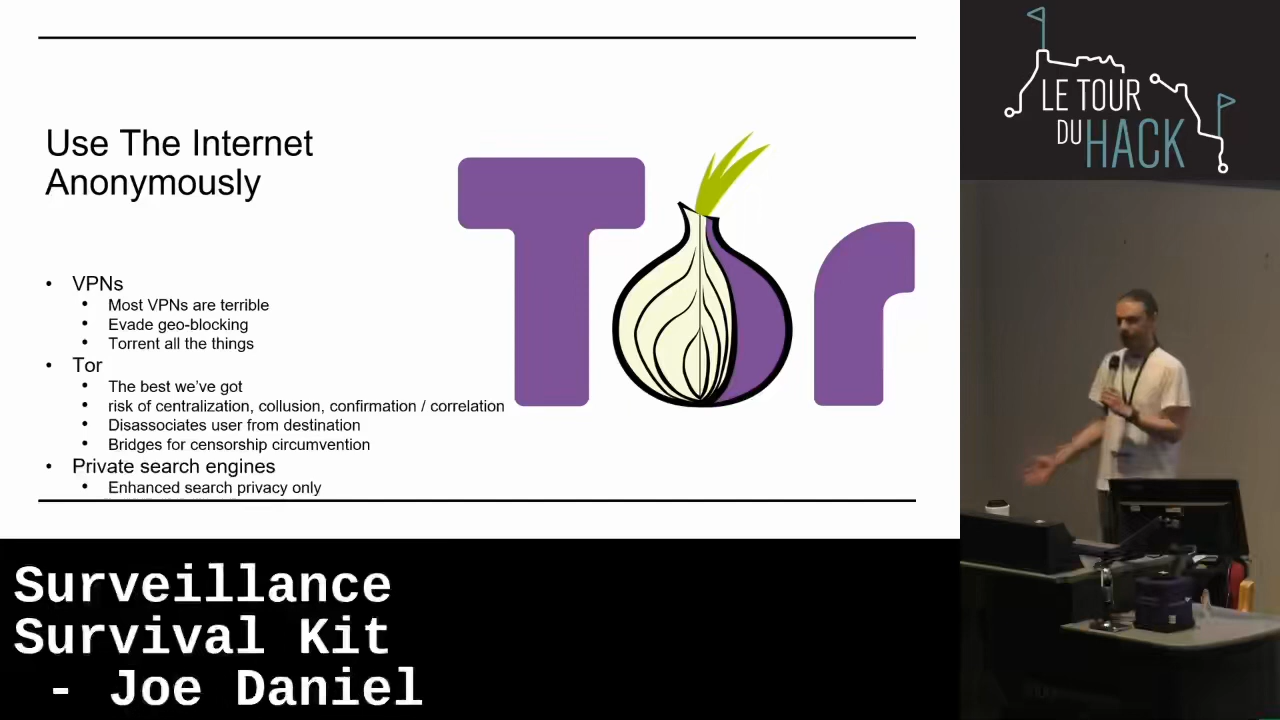 Use The Internet
Anonymously
• VPNs
• Most VPNs are terrible
• Evade geo-blocking
• Torrent all the things
• Tor
• The best we've got
• risk of centralization, collusion, confirmation / correlation
• Disassociates user from destination
• Bridges for censorship circumvention
• Private search engines
• Enhanced search privacy only
Tor
LE TOUR
DU HACK
Surveillance
Survival Kit
- Joe Daniel